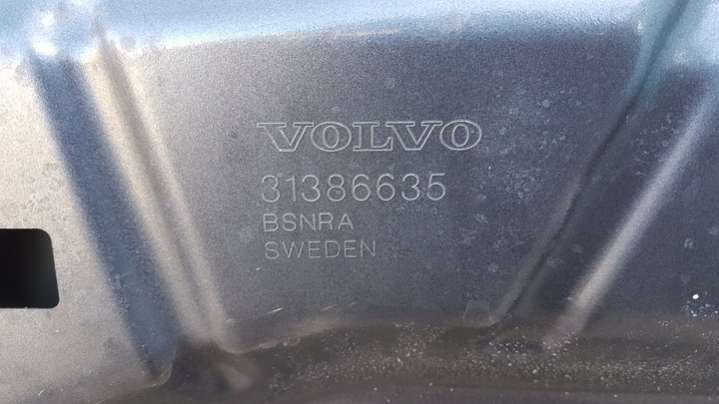 VOLVO
31386635
BSNRA
SWEDEN